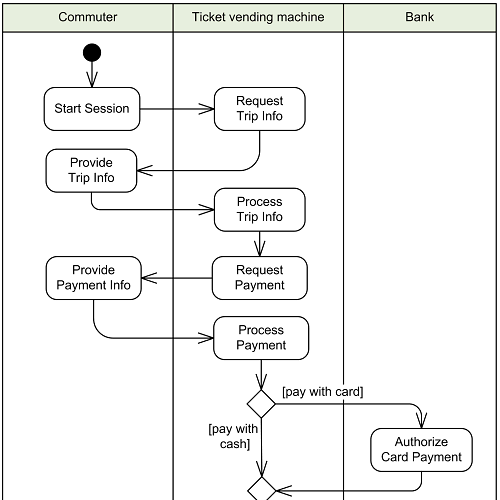 Commuter
Ticket vending machine
Bank
Start Session
Request
Trip Info
Provide
Trip Info
Process
Trip Info
Provide
Payment Info
Request
Payment
Process
Payment
[pay with card]
[pay with
cash]
Authorize
Card Payment